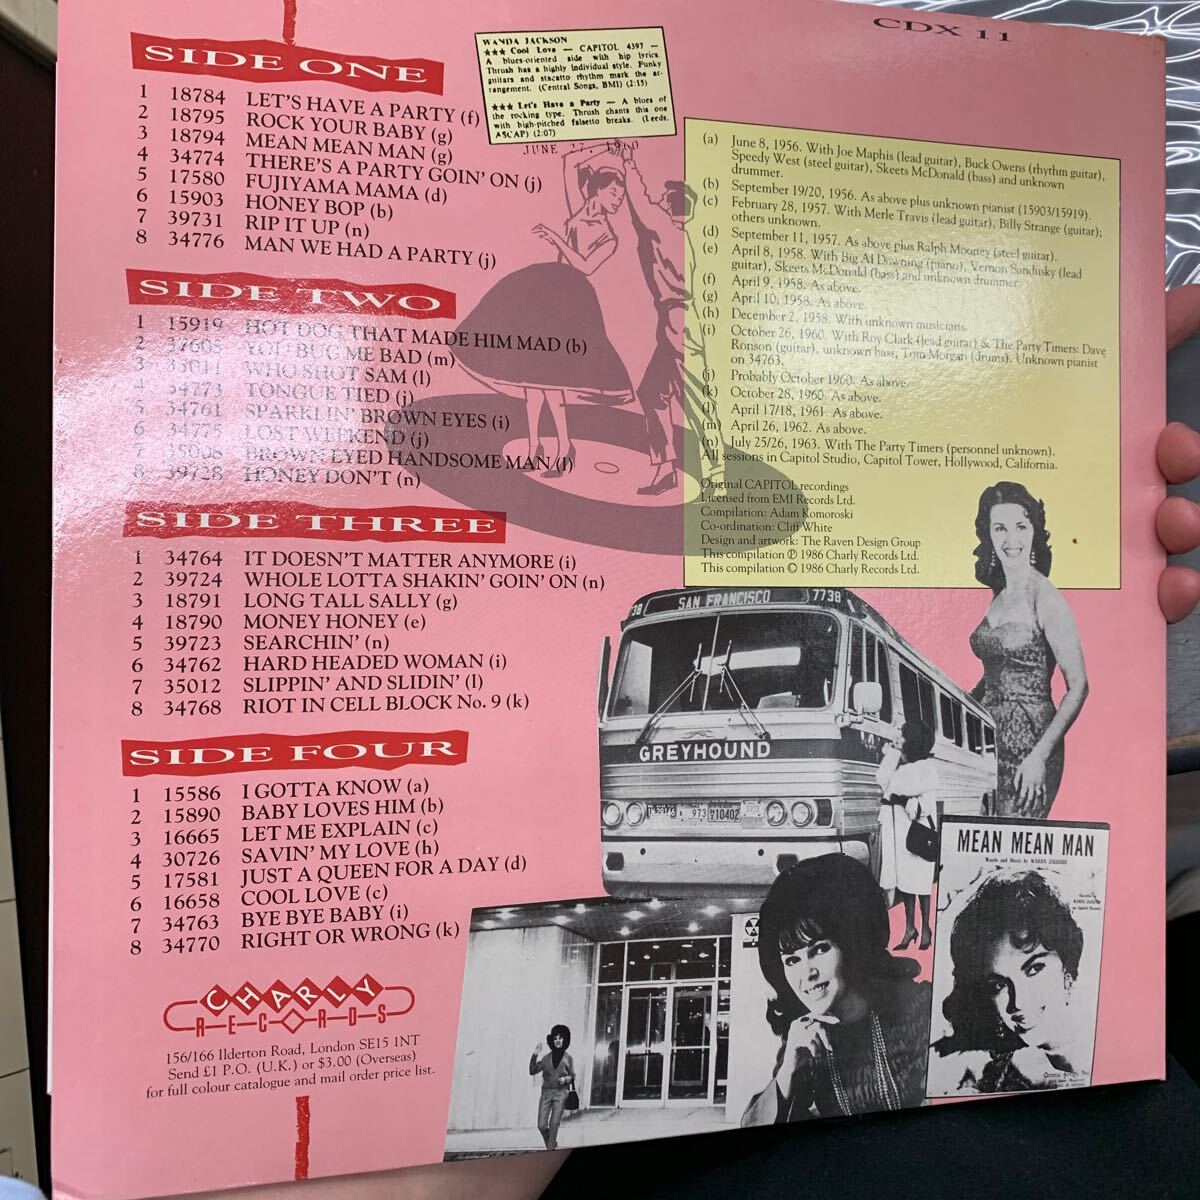 CDX 11
WANDA JACKSON
★★★ Cool Love — CAPITOL 4397 —
A blues-oriented side with hip lyrics.
Thrush has a highly individual style. Funky
guitars and staccato rhythm mark the ar-
rangement. (Central Songs, BMI) (2:15)
★★★ Let's Have a Party — A blues of
the rocking type. Thrush chants this one
with high-pitched falsetto breaks. (Leeds,
ASCAP) (2:07)
JUNE 27, 1960
SIDE ONE
1 18784 LET'S HAVE A PARTY (f)
2 18795 ROCK YOUR BABY (g)
3 18794 MEAN MEAN MAN (g)
4 34774 THERE'S A PARTY GOIN' ON (j)
5 17580 FUJIYAMA MAMA (d)
6 15903 HONEY BOP (b)
7 39731 RIP IT UP (n)
8 34776 MAN WE HAD A PARTY (j)
SIDE TWO
1 15919 HOT DOG THAT MADE HIM MAD (b)
2 37605 YOU BUG ME BAD (m)
3 35011 WHO SHOT SAM (l)
4 34773 TONGUE TIED (j)
5 34761 SPARKLIN' BROWN EYES (i)
6 34775 LOST WEEKEND (j)
7 35008 BROWN EYED HANDSOME MAN (l)
8 39728 HONEY DON'T (n)
SIDE THREE
1 34764 IT DOESN'T MATTER ANYMORE (i)
2 39724 WHOLE LOTTA SHAKIN' GOIN' ON (n)
3 18791 LONG TALL SALLY (g)
4 18790 MONEY HONEY (e)
5 39723 SEARCHIN' (n)
6 34762 HARD HEADED WOMAN (i)
7 35012 SLIPPIN' AND SLIDIN' (l)
8 34768 RIOT IN CELL BLOCK No. 9 (k)
SIDE FOUR
1 15586 I GOTTA KNOW (a)
2 15890 BABY LOVES HIM (b)
3 16665 LET ME EXPLAIN (c)
4 30726 SAVIN' MY LOVE (h)
5 17581 JUST A QUEEN FOR A DAY (d)
6 16658 COOL LOVE (c)
7 34763 BYE BYE BABY (i)
8 34770 RIGHT OR WRONG (k)
CHARLY
RECORDS
156/166 Ilderton Road, London SE15 1NT
Send £1 P.O. (U.K.) or $3.00 (Overseas)
for full colour catalogue and mail order price list.
(a) June 8, 1956. With Joe Maphis (lead guitar), Buck Owens (rhythm guitar),
Speedy West (steel guitar), Skeets McDonald (bass) and unknown
drummer.
(b) September 19/20, 1956. As above plus unknown pianist (15903/15919).
(c) February 28, 1957. With Merle Travis (lead guitar), Billy Strange (guitar);
others unknown.
(d) September 11, 1957. As above plus Ralph Mooney (steel guitar).
(e) April 8, 1958. With Big Al Downing (piano), Vernon Sandusky (lead
guitar), Skeets McDonald (bass) and unknown drummer.
(f) April 9, 1958. As above.
(g) April 10, 1958. As above.
(h) December 2, 1958. With unknown musicians.
(i) October 26, 1960. With Roy Clark (lead guitar) & The Party Timers: Dave
Ronson (guitar), unknown bass, Tom Morgan (drums). Unknown pianist
on 34763.
(j) Probably October 1960. As above.
(k) October 28, 1960. As above.
(l) April 17/18, 1961. As above.
(m) April 26, 1962. As above.
(n) July 25/26, 1963. With The Party Timers (personnel unknown).
All sessions in Capitol Studio, Capitol Tower, Hollywood, California.
Original CAPITOL recordings
Licensed from EMI Records Ltd.
Compilation: Adam Komoroski
Co-ordination: Cliff White
Design and artwork: The Raven Design Group
This compilation ℗ 1986 Charly Records Ltd.
This compilation © 1986 Charly Records Ltd.
SAN FRANCISCO 7738
GREYHOUND
973 10402
MEAN MEAN MAN
Words and Music by WANDA JACKSON